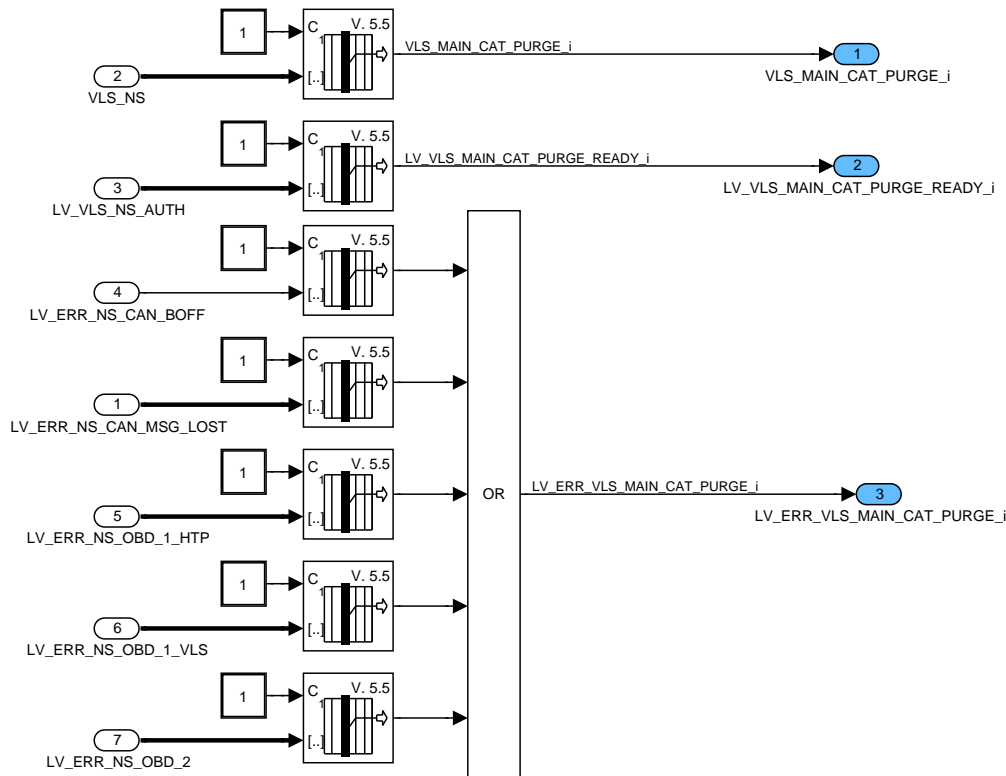 1
C
1
V. 5.5
[..]
2
VLS_NS
VLS_MAIN_CAT_PURGE_i
1
VLS_MAIN_CAT_PURGE_i
1
C
1
V. 5.5
[..]
3
LV_VLS_NS_AUTH
LV_VLS_MAIN_CAT_PURGE_READY_i
2
LV_VLS_MAIN_CAT_PURGE_READY_i
1
C
1
V. 5.5
[..]
4
LV_ERR_NS_CAN_BOFF
1
C
1
V. 5.5
[..]
1
LV_ERR_NS_CAN_MSG_LOST
1
C
1
V. 5.5
[..]
5
LV_ERR_NS_OBD_1_HTP
OR
LV_ERR_VLS_MAIN_CAT_PURGE_i
3
LV_ERR_VLS_MAIN_CAT_PURGE_i
1
C
1
V. 5.5
[..]
6
LV_ERR_NS_OBD_1_VLS
1
C
1
V. 5.5
[..]
7
LV_ERR_NS_OBD_2